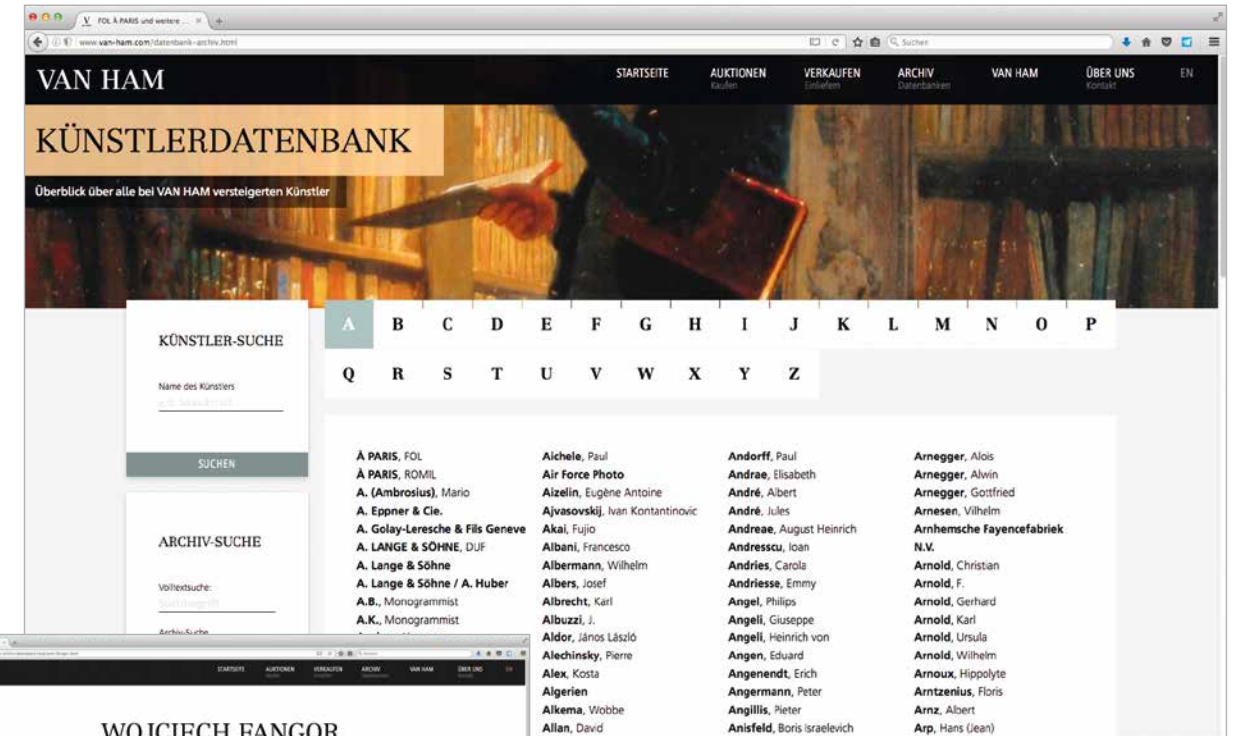 FOL À PARIS und weitere ...
www.van-ham.com/datenbank-archiv.html
Suchen
VAN HAM
STARTSEITE
AUKTIONEN
Kaufen
VERKAUFEN
Einliefern
ARCHIV
Datenbanken
VAN HAM
ÜBER UNS
Kontakt
EN
KÜNSTLERDATENBANK
Überblick über alle bei VAN HAM versteigerten Künstler
A B C D E F G H I J K L M N O P
Q R S T U V W X Y Z
KÜNSTLER-SUCHE
Name des Künstlers
SUCHEN
ARCHIV-SUCHE
Volltextsuche:
Suchbegriff
Archiv-Suche
À PARIS, FOL
À PARIS, ROMIL
A. (Ambrosius), Mario
A. Eppner & Cie.
A. Golay-Leresche & Fils Geneve
A. LANGE & SÖHNE, DUF
A. Lange & Söhne
A. Lange & Söhne / A. Huber
A.B., Monogrammist
A.K., Monogrammist
Aichele, Paul
Air Force Photo
Aizelin, Eugène Antoine
Ajvasovskij, Ivan Kontantinovic
Akai, Fujio
Albani, Francesco
Albermann, Wilhelm
Albers, Josef
Albrecht, Karl
Albuzzi, J.
Aldor, János László
Alechinsky, Pierre
Alex, Kosta
Algerien
Alkema, Wobbe
Allan, David
Andorff, Paul
Andrae, Elisabeth
André, Albert
André, Jules
Andreae, August Heinrich
Andresscu, Ioan
Andries, Carola
Andriesse, Emmy
Angel, Philips
Angeli, Giuseppe
Angeli, Heinrich von
Angen, Eduard
Angenendt, Erich
Angermann, Peter
Angillis, Pieter
Anisfeld, Boris Israelevich
Arnegger, Alois
Arnegger, Alwin
Arnegger, Gottfried
Arnesen, Vilhelm
Arnhemsche Fayencefabriek
N.V.
Arnold, Christian
Arnold, F.
Arnold, Gerhard
Arnold, Karl
Arnold, Ursula
Arnold, Wilhelm
Arnoux, Hippolyte
Arntzenius, Floris
Arnz, Albert
Arp, Hans (Jean)
STARTSEITE
AUKTIONEN
VERKAUFEN
ARCHIV
VAN HAM
ÜBER UNS
EN
WOJCIECH FANGOR